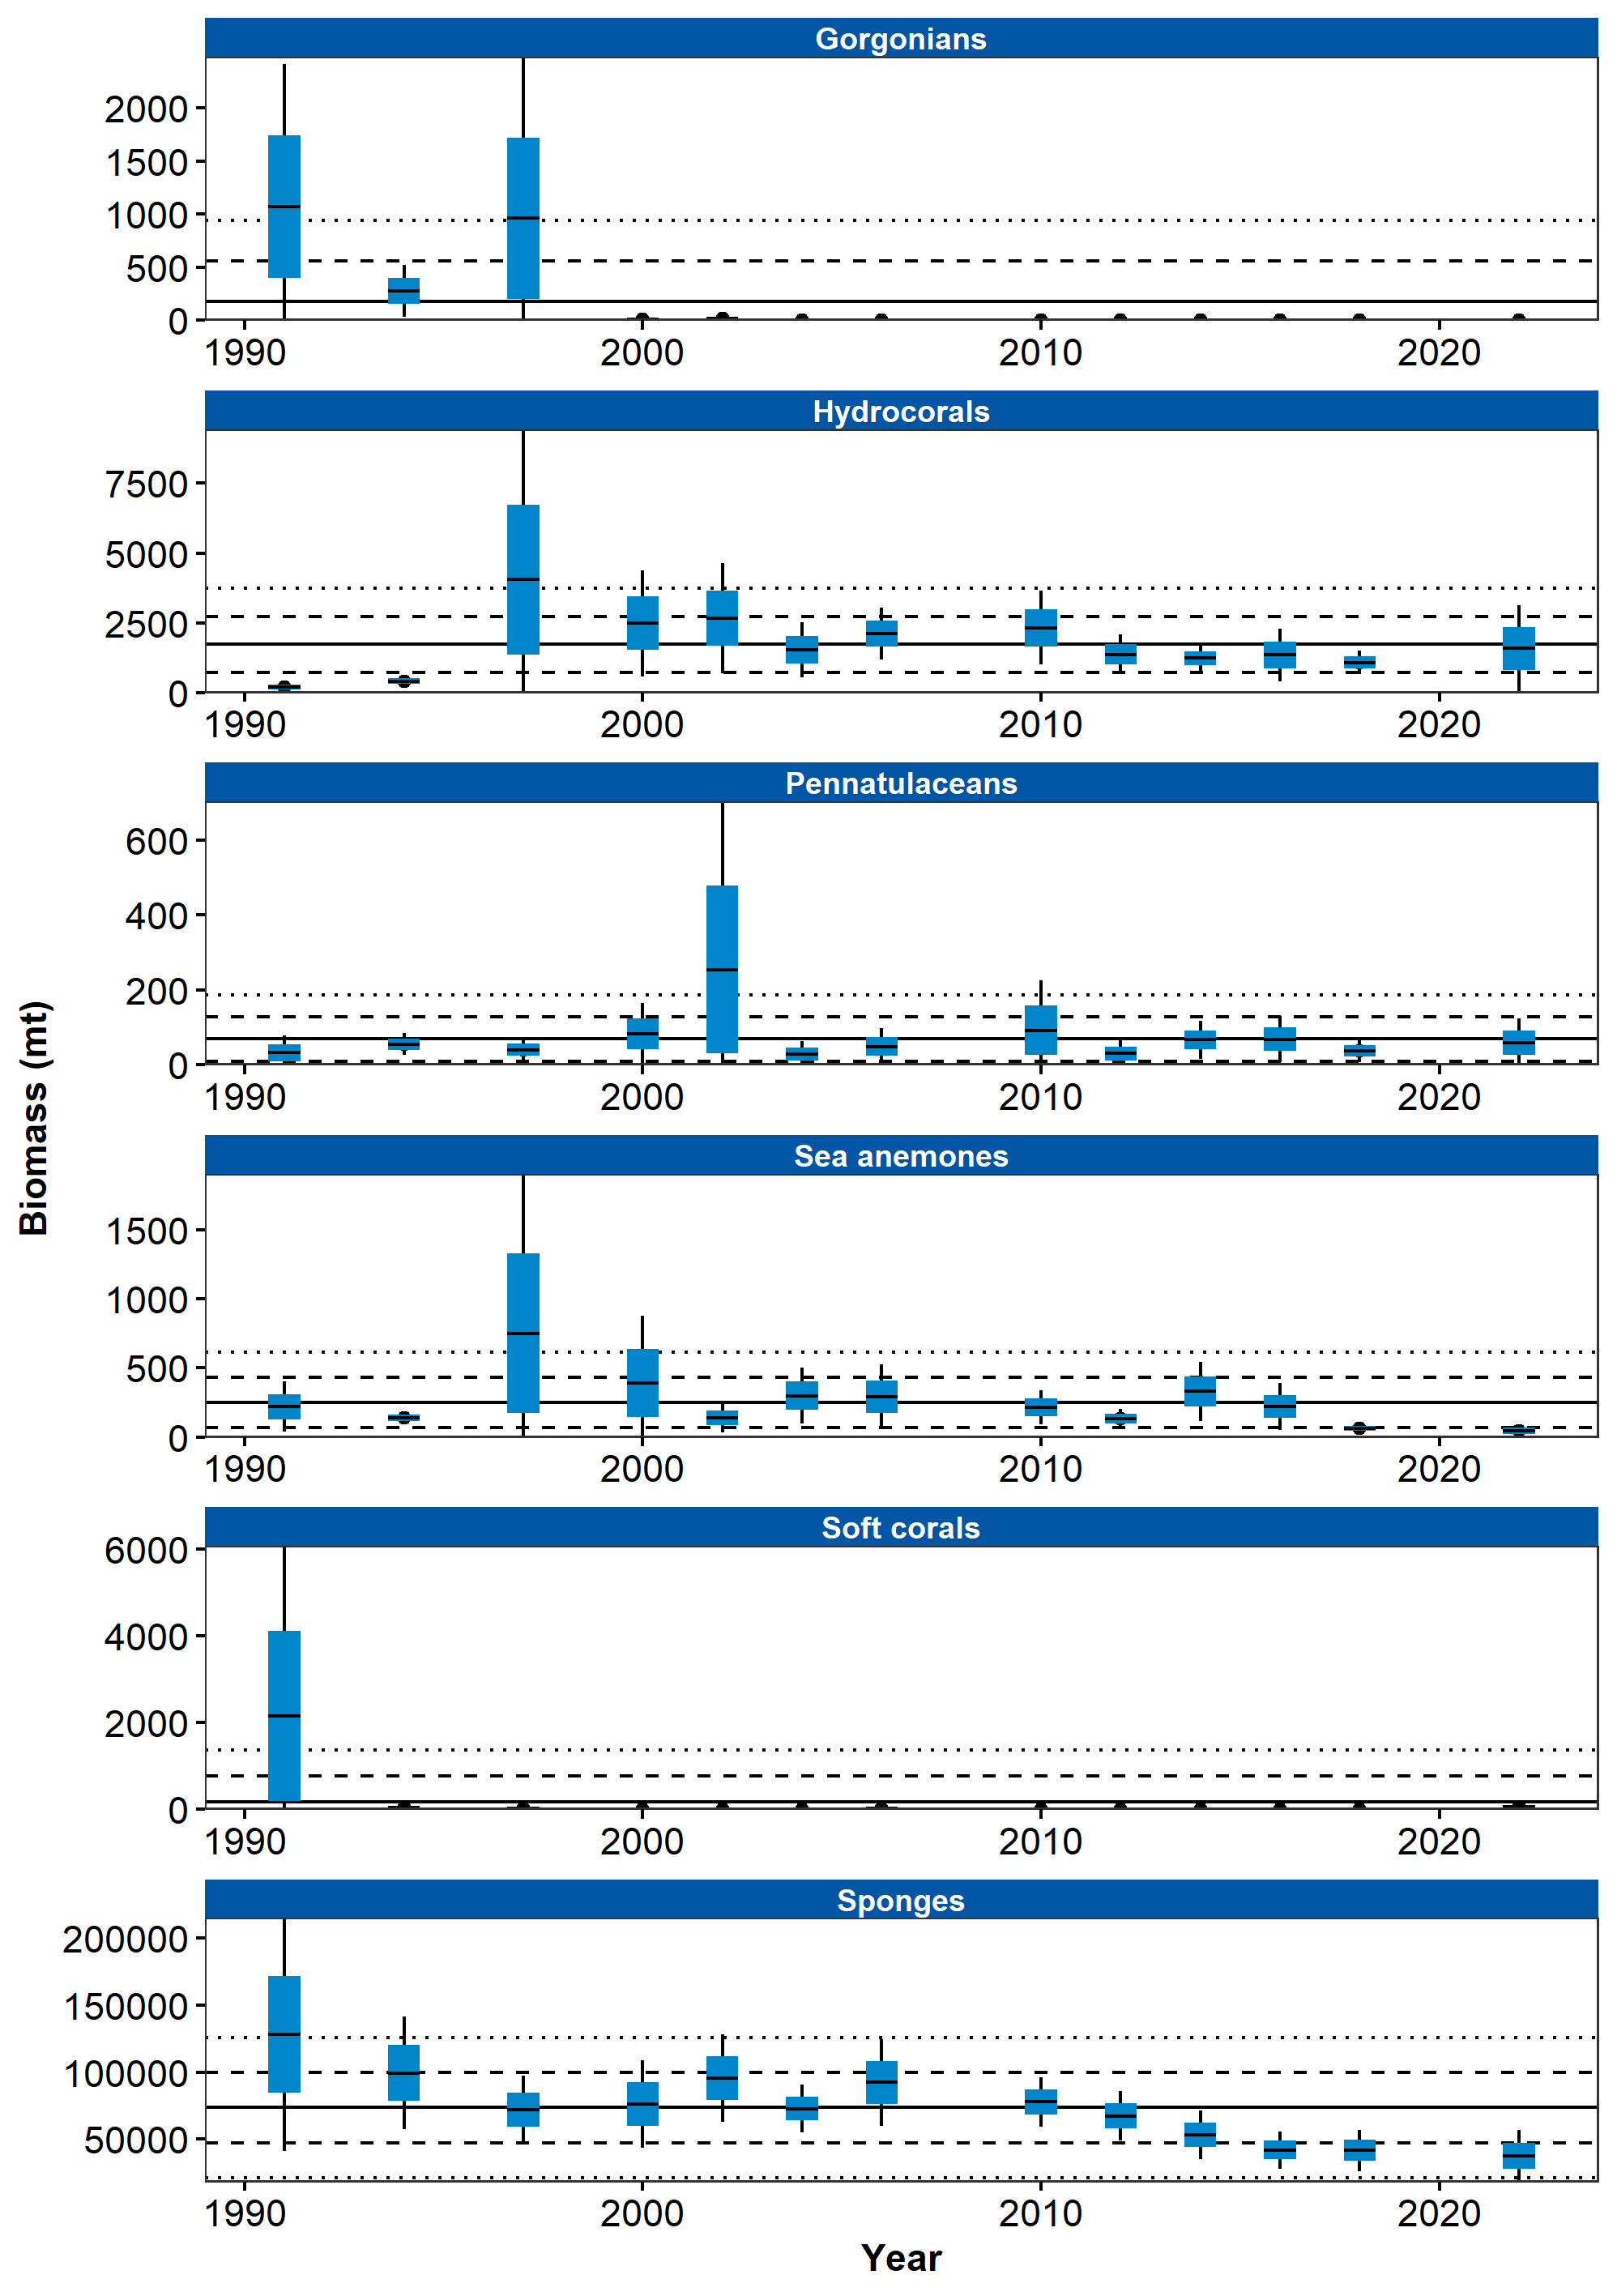 Gorgonians
2000
1500
1000
500
0
1990 2000 2010 2020
Hydrocorals
7500
5000
2500
0
1990 2000 2010 2020
Pennatulaceans
600
400
200
0
1990 2000 2010 2020
Biomass (mt)
Sea anemones
1500
1000
500
0
1990 2000 2010 2020
Soft corals
6000
4000
2000
0
1990 2000 2010 2020
Sponges
200000
150000
100000
50000
1990 2000 2010 2020
Year